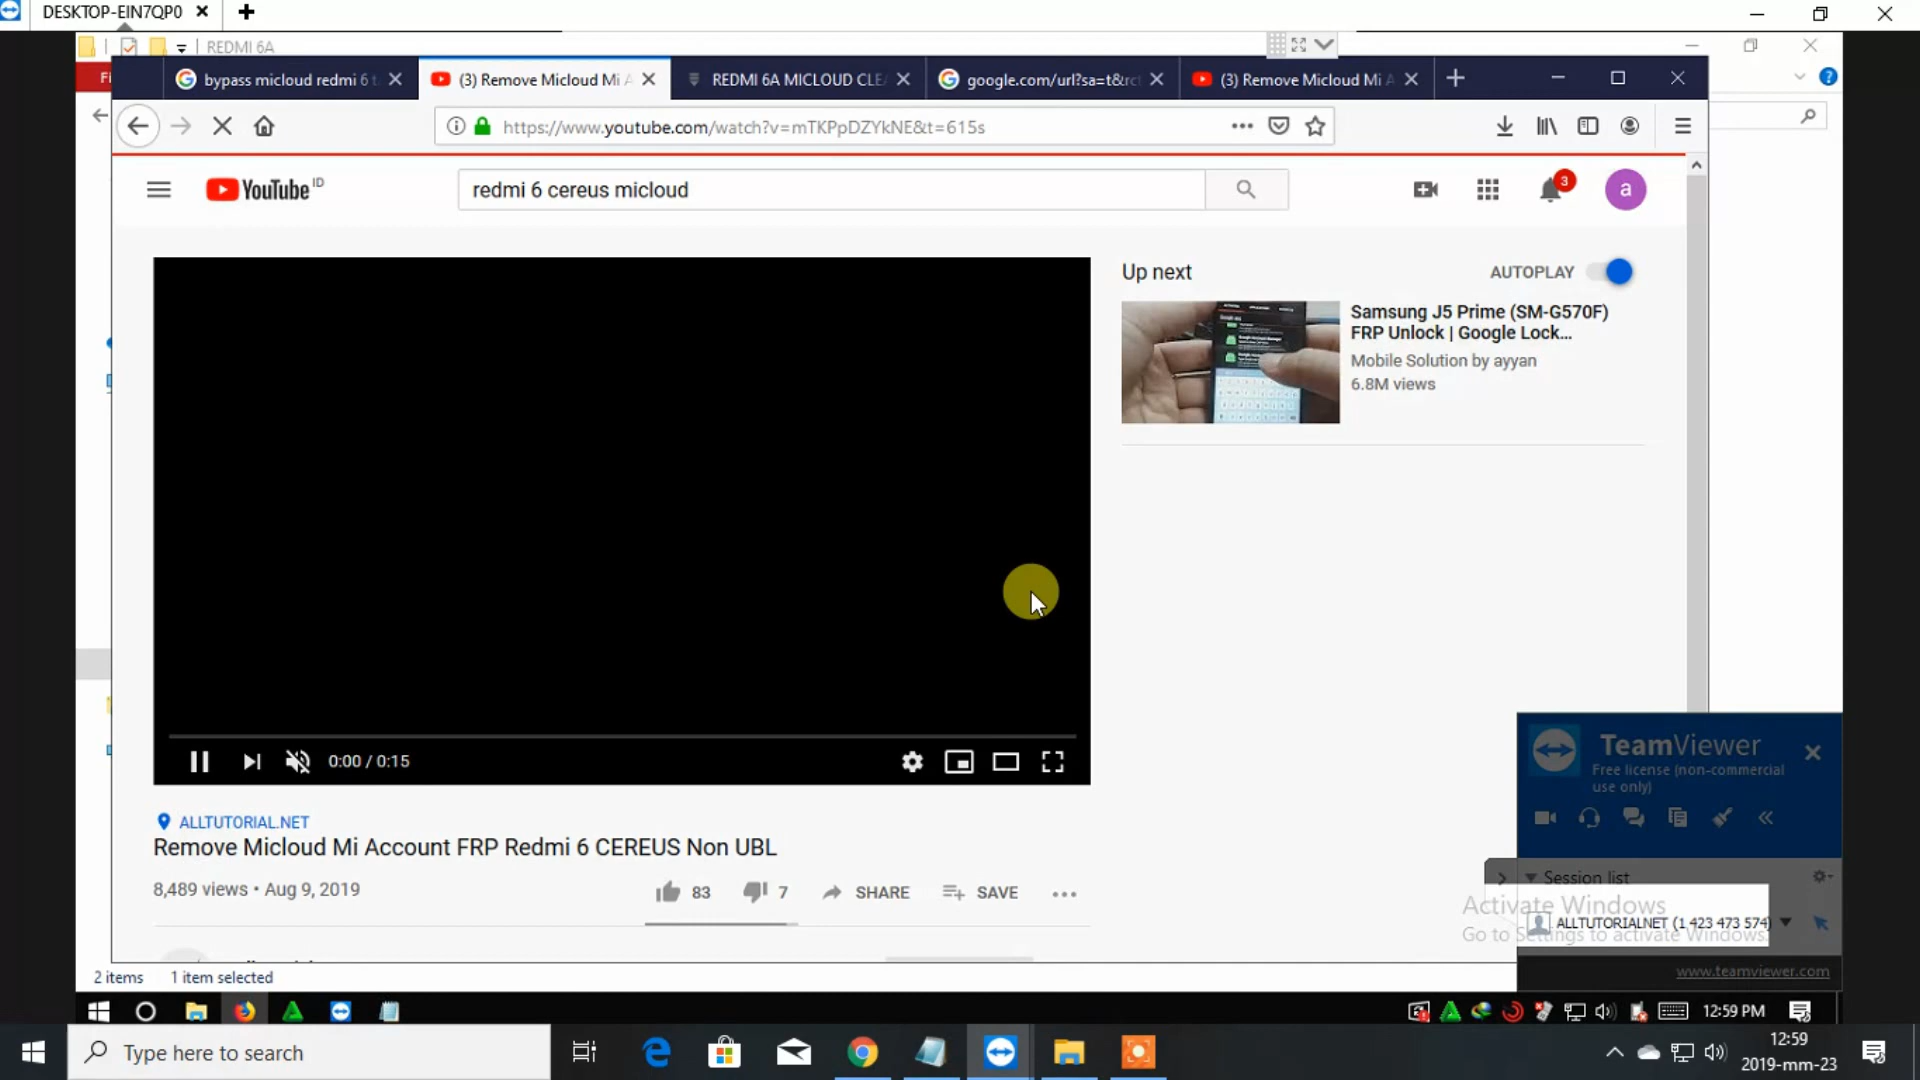 DESKTOP-EIN7QP0
REDMI 6A
bypass micloud redmi 6 t
(3) Remove Micloud Mi A
REDMI 6A MICLOUD CLEA
google.com/url?sa=t&rct
(3) Remove Micloud Mi A
https://www.youtube.com/watch?v=mTKPpDZYkNE&t=615s
YouTube ID
redmi 6 cereus micloud
3
a
Up next
AUTOPLAY
Samsung J5 Prime (SM-G570F)
FRP Unlock | Google Lock...
Mobile Solution by ayyan
6.8M views
0:00 / 0:15
ALLTUTORIAL.NET
Remove Micloud Mi Account FRP Redmi 6 CEREUS Non UBL
8,489 views • Aug 9, 2019
83
7
SHARE
SAVE
TeamViewer
Free license (non-commercial
use only)
Session list
Activate Windows
ALLTUTORIALNET (1 423 473 574)
Go to Settings to activate Windows.
www.teamviewer.com
2 items
1 item selected
12:59 PM
Type here to search
12:59
2019-mm-23